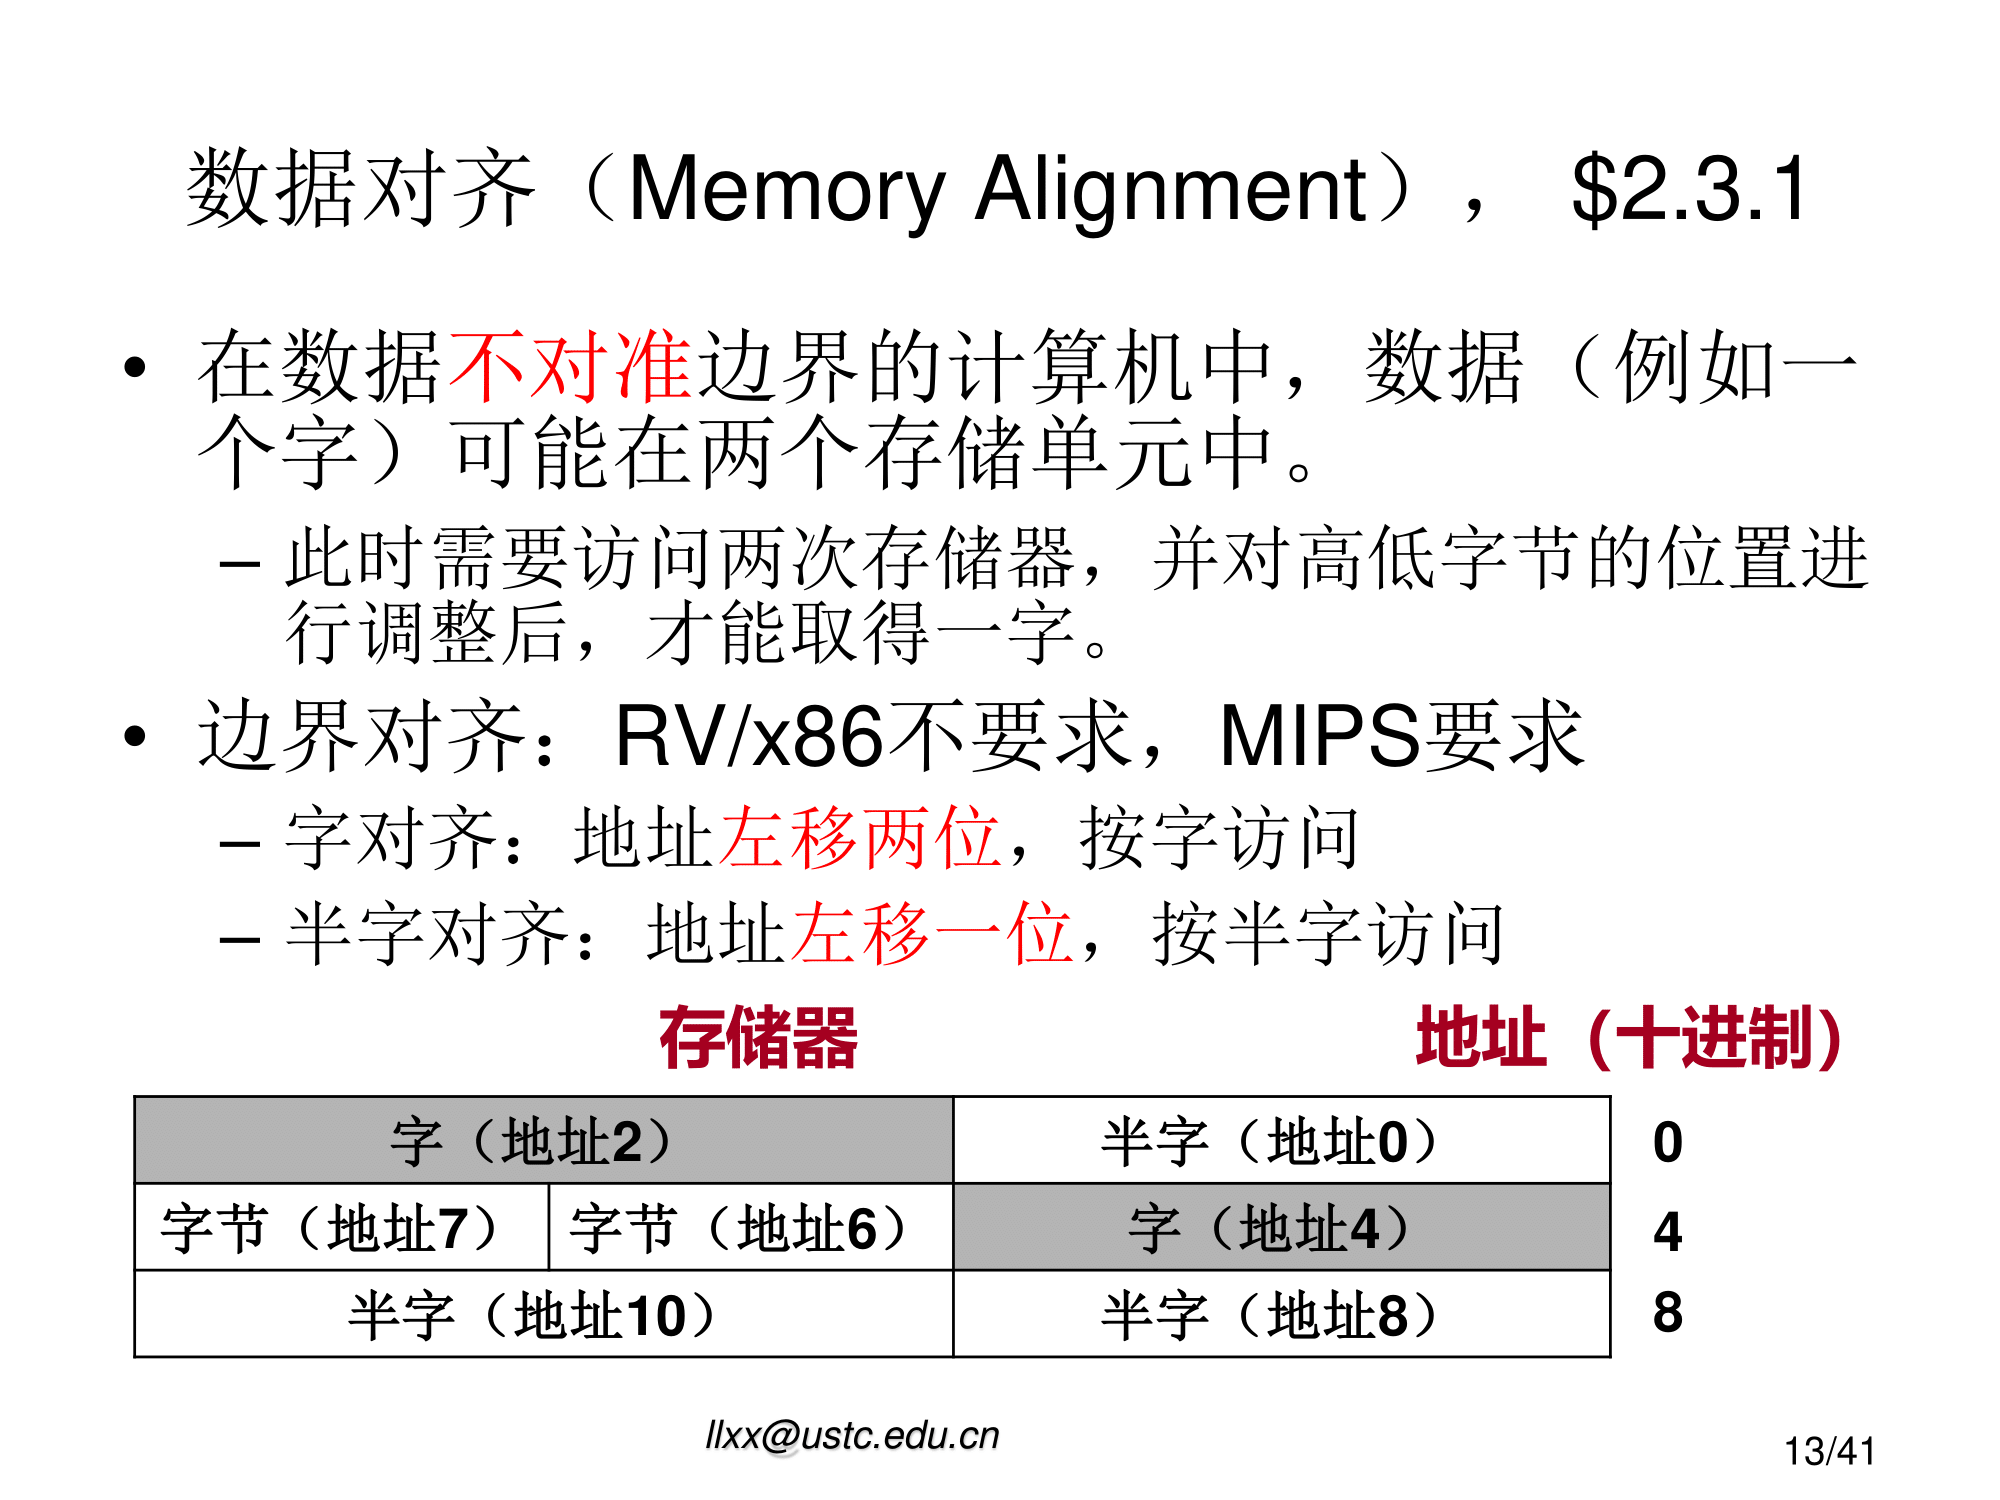 数据对齐（Memory Alignment）， $2.3.1
• 在数据不对准边界的计算机中，数据（例如一
个字）可能在两个存储单元中。
– 此时需要访问两次存储器，并对高低字节的位置进
行调整后，才能取得一字。
• 边界对齐：RV/x86不要求，MIPS要求
– 字对齐：地址左移两位，按字访问
– 半字对齐：地址左移一位，按半字访问
存储器 地址（十进制）
字（地址2） 半字（地址0） 0
字节（地址7） 字节（地址6） 字（地址4） 4
半字（地址10） 半字（地址8） 8
llxx@ustc.edu.cn
13/41